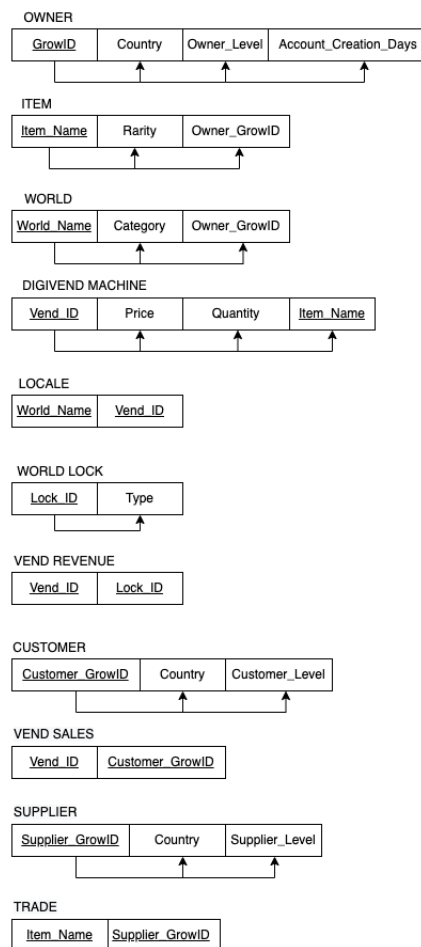 OWNER
GrowID Country Owner_Level Account_Creation_Days
ITEM
Item_Name Rarity Owner_GrowID
WORLD
World_Name Category Owner_GrowID
DIGIVEND MACHINE
Vend_ID Price Quantity Item_Name
LOCALE
World_Name Vend_ID
WORLD LOCK
Lock_ID Type
VEND REVENUE
Vend_ID Lock_ID
CUSTOMER
Customer_GrowID Country Customer_Level
VEND SALES
Vend_ID Customer_GrowID
SUPPLIER
Supplier_GrowID Country Supplier_Level
TRADE
Item_Name Supplier_GrowID